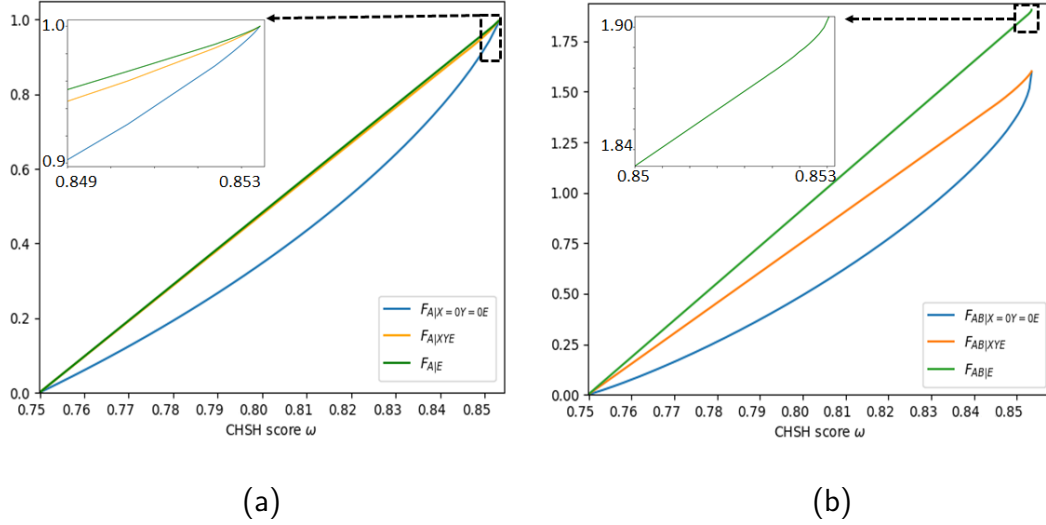 1.0
0.8
0.6
0.4
0.2
0.0
0.75 0.76 0.77 0.78 0.79 0.80 0.81 0.82 0.83 0.84 0.85
CHSH score ω
1.0
0.9
0.849 0.853
F_{A|X=0Y=0E}
F_{A|XYE}
F_{A|E}
(a)
1.75
1.50
1.25
1.00
0.75
0.50
0.25
0.00
0.75 0.76 0.77 0.78 0.79 0.80 0.81 0.82 0.83 0.84 0.85
CHSH score ω
1.90
1.84
0.85 0.853
F_{AB|X=0Y=0E}
F_{AB|XYE}
F_{AB|E}
(b)